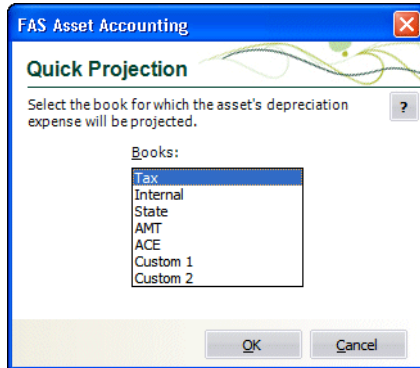 FAS Asset Accounting
Quick Projection
Select the book for which the asset's depreciation
expense will be projected.
?
Books:
Tax
Internal
State
AMT
ACE
Custom 1
Custom 2
OK Cancel